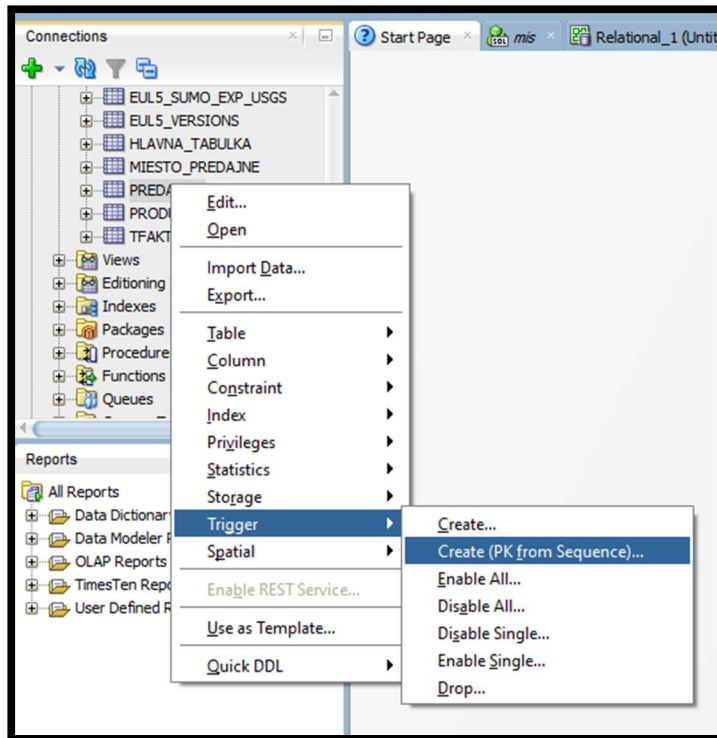 Connections
Start Page
mis
Relational_1 (Untit
EUL5_SUMO_EXP_USGS
EUL5_VERSIONS
HLAVNA_TABULKA
MIESTO_PREDAJNE
PREDA
PRODU
TFAKT
Views
Editioning
Indexes
Packages
Procedure
Functions
Queues
Edit...
Open
Import Data...
Export...
Table
Column
Constraint
Index
Privileges
Statistics
Storage
Trigger
Spatial
Enable REST Service...
Use as Template...
Quick DDL
Create...
Create (PK from Sequence)...
Enable All...
Disable All...
Disable Single...
Enable Single...
Drop...
Reports
All Reports
Data Dictionar
Data Modeler R
OLAP Reports
TimesTen Repo
User Defined R